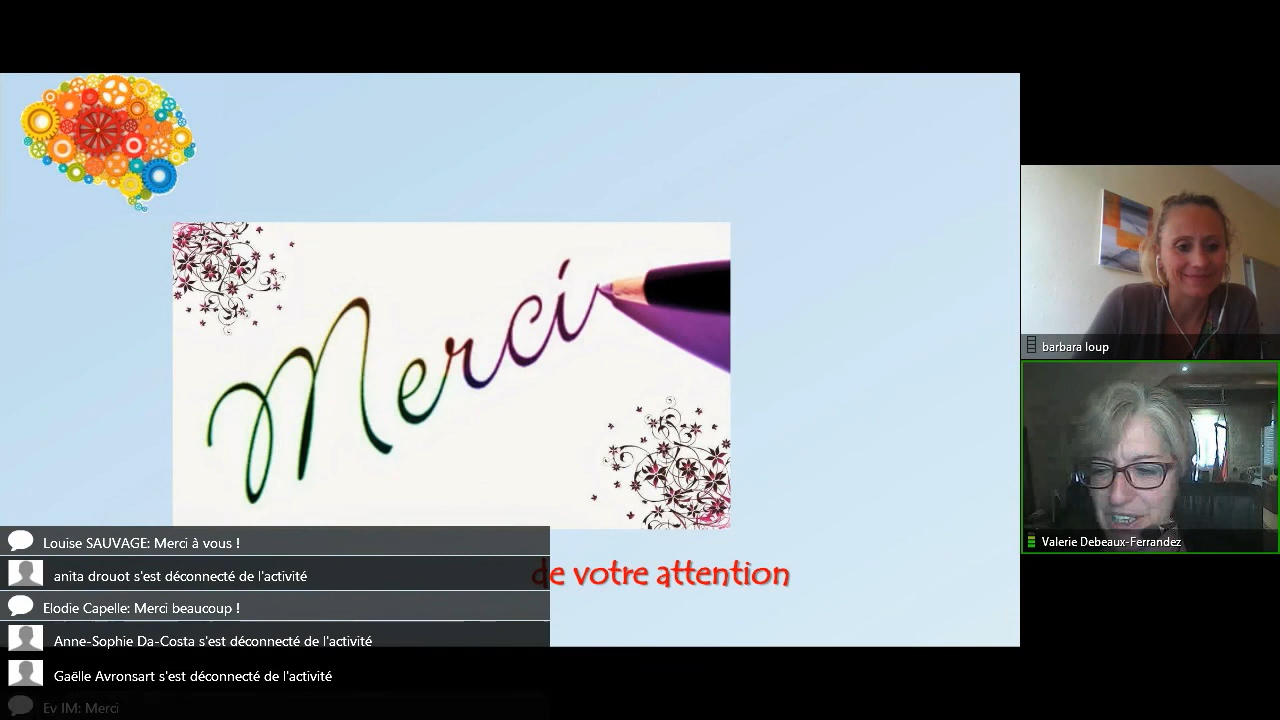 Merci
de votre attention
barbara loup
Valerie Debeaux-Ferrandez
Louise SAUVAGE: Merci à vous !
anita drouot s'est déconnecté de l'activité
Elodie Capelle: Merci beaucoup !
Anne-Sophie Da-Costa s'est déconnecté de l'activité
Gaëlle Avronsart s'est déconnecté de l'activité
Ev IM: Merci